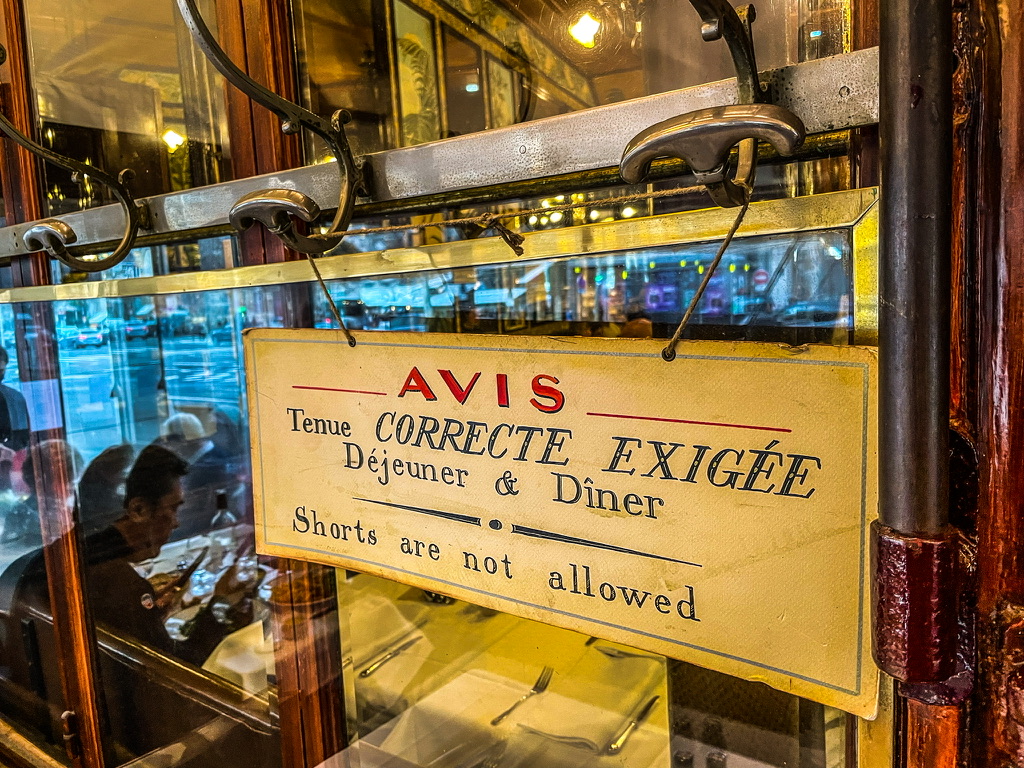 AVIS
Tenue CORRECTE EXIGÉE
Déjeuner & Dîner
Shorts are not allowed